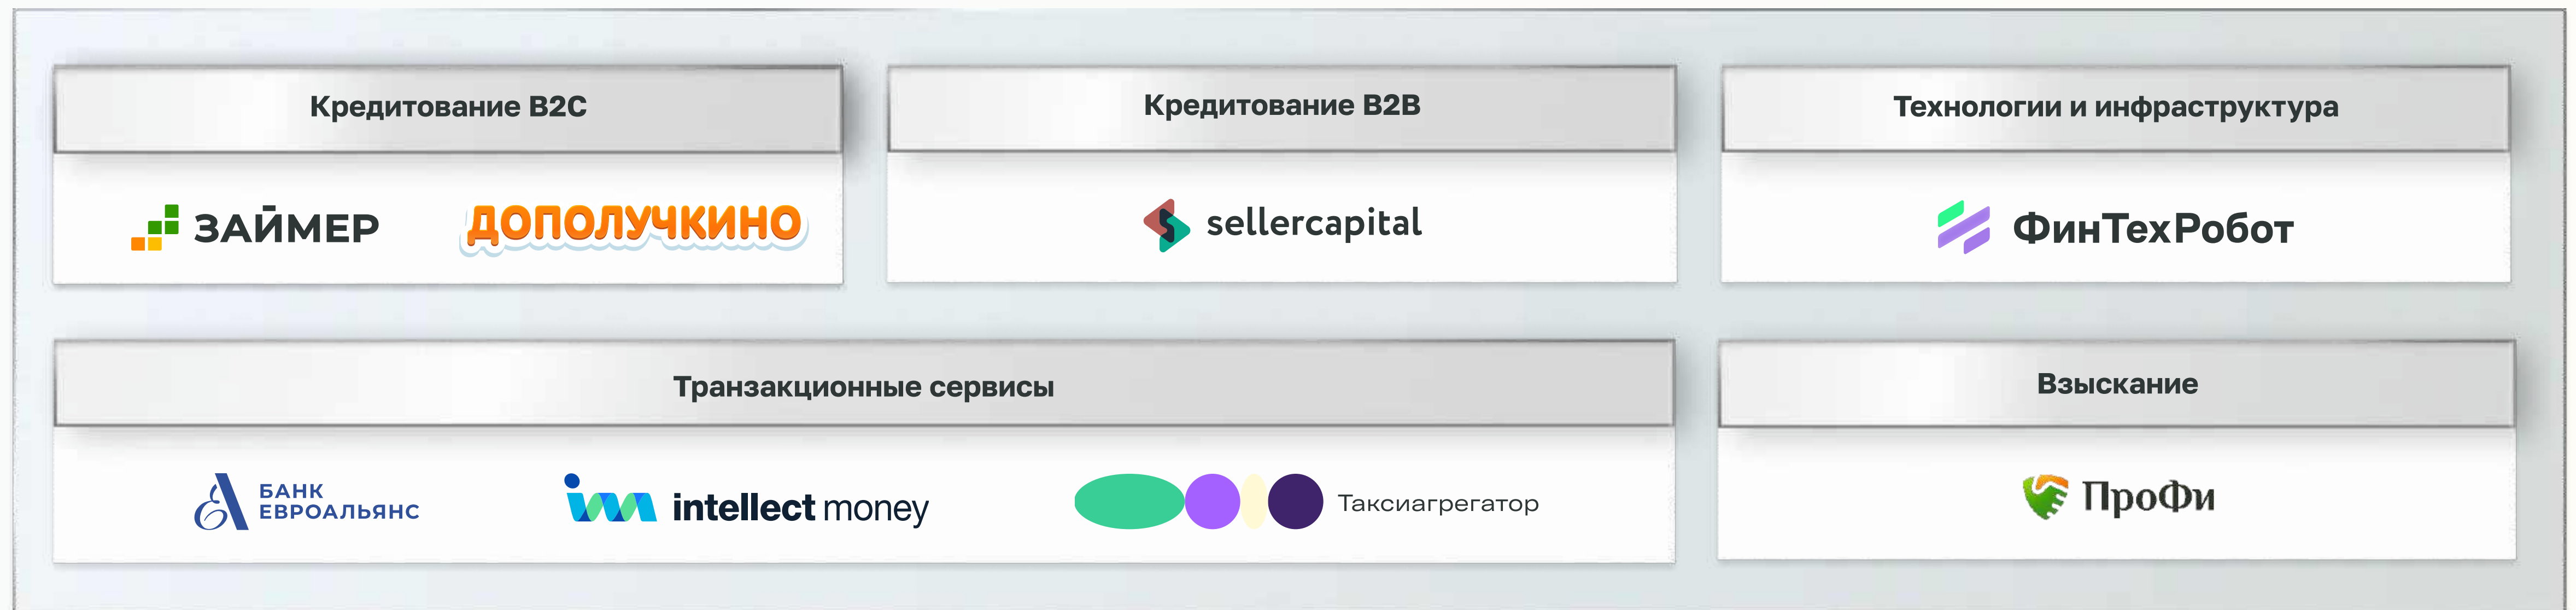 Кредитование B2C
Кредитование B2B
Технологии и инфраструктура
ЗАЙМЕР
ДОПОЛУЧКИНО
sellercapital
ФинТехРобот
Транзакционные сервисы
Взыскание
БАНК
ЕВРОАЛЬЯНС
intellect money
Таксиагрегатор
ПроФи